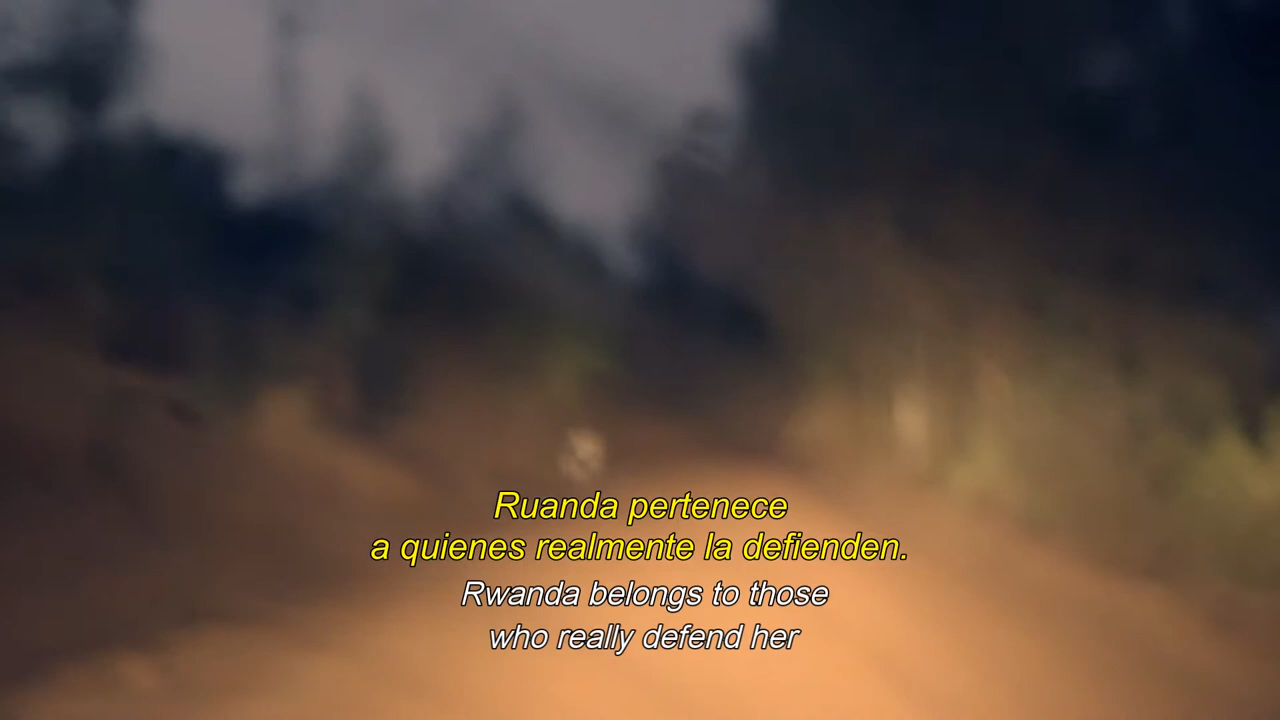 Ruanda pertenece
a quienes realmente la defienden.
Rwanda belongs to those
who really defend her